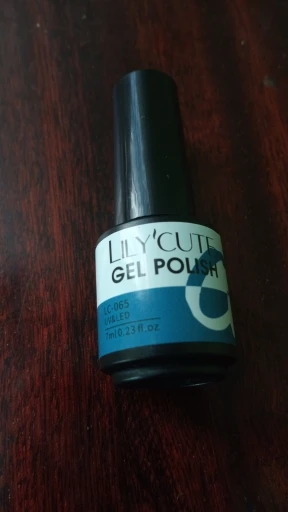 LILY'CUTE
GEL POLISH
LC-065
UV&LED
7ml 0.23 fl.oz